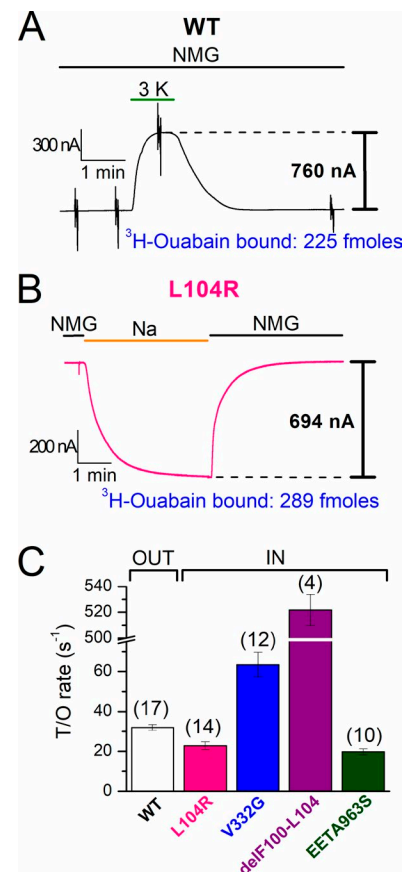 A
WT
NMG
3 K
300 nA
1 min
760 nA
³H-Ouabain bound: 225 fmoles
B
L104R
NMG
Na
NMG
200 nA
1 min
694 nA
³H-Ouabain bound: 289 fmoles
C
OUT
IN
T/O rate (s⁻¹)
540
520
500
60
40
20
0
(17)
(14)
(12)
(4)
(10)
WT
L104R
V332G
delF100-L104
EETA963S